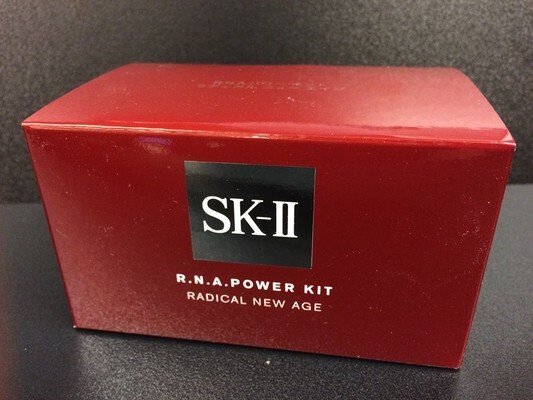 SK-II
R.N.A.POWER KIT
RADICAL NEW AGE